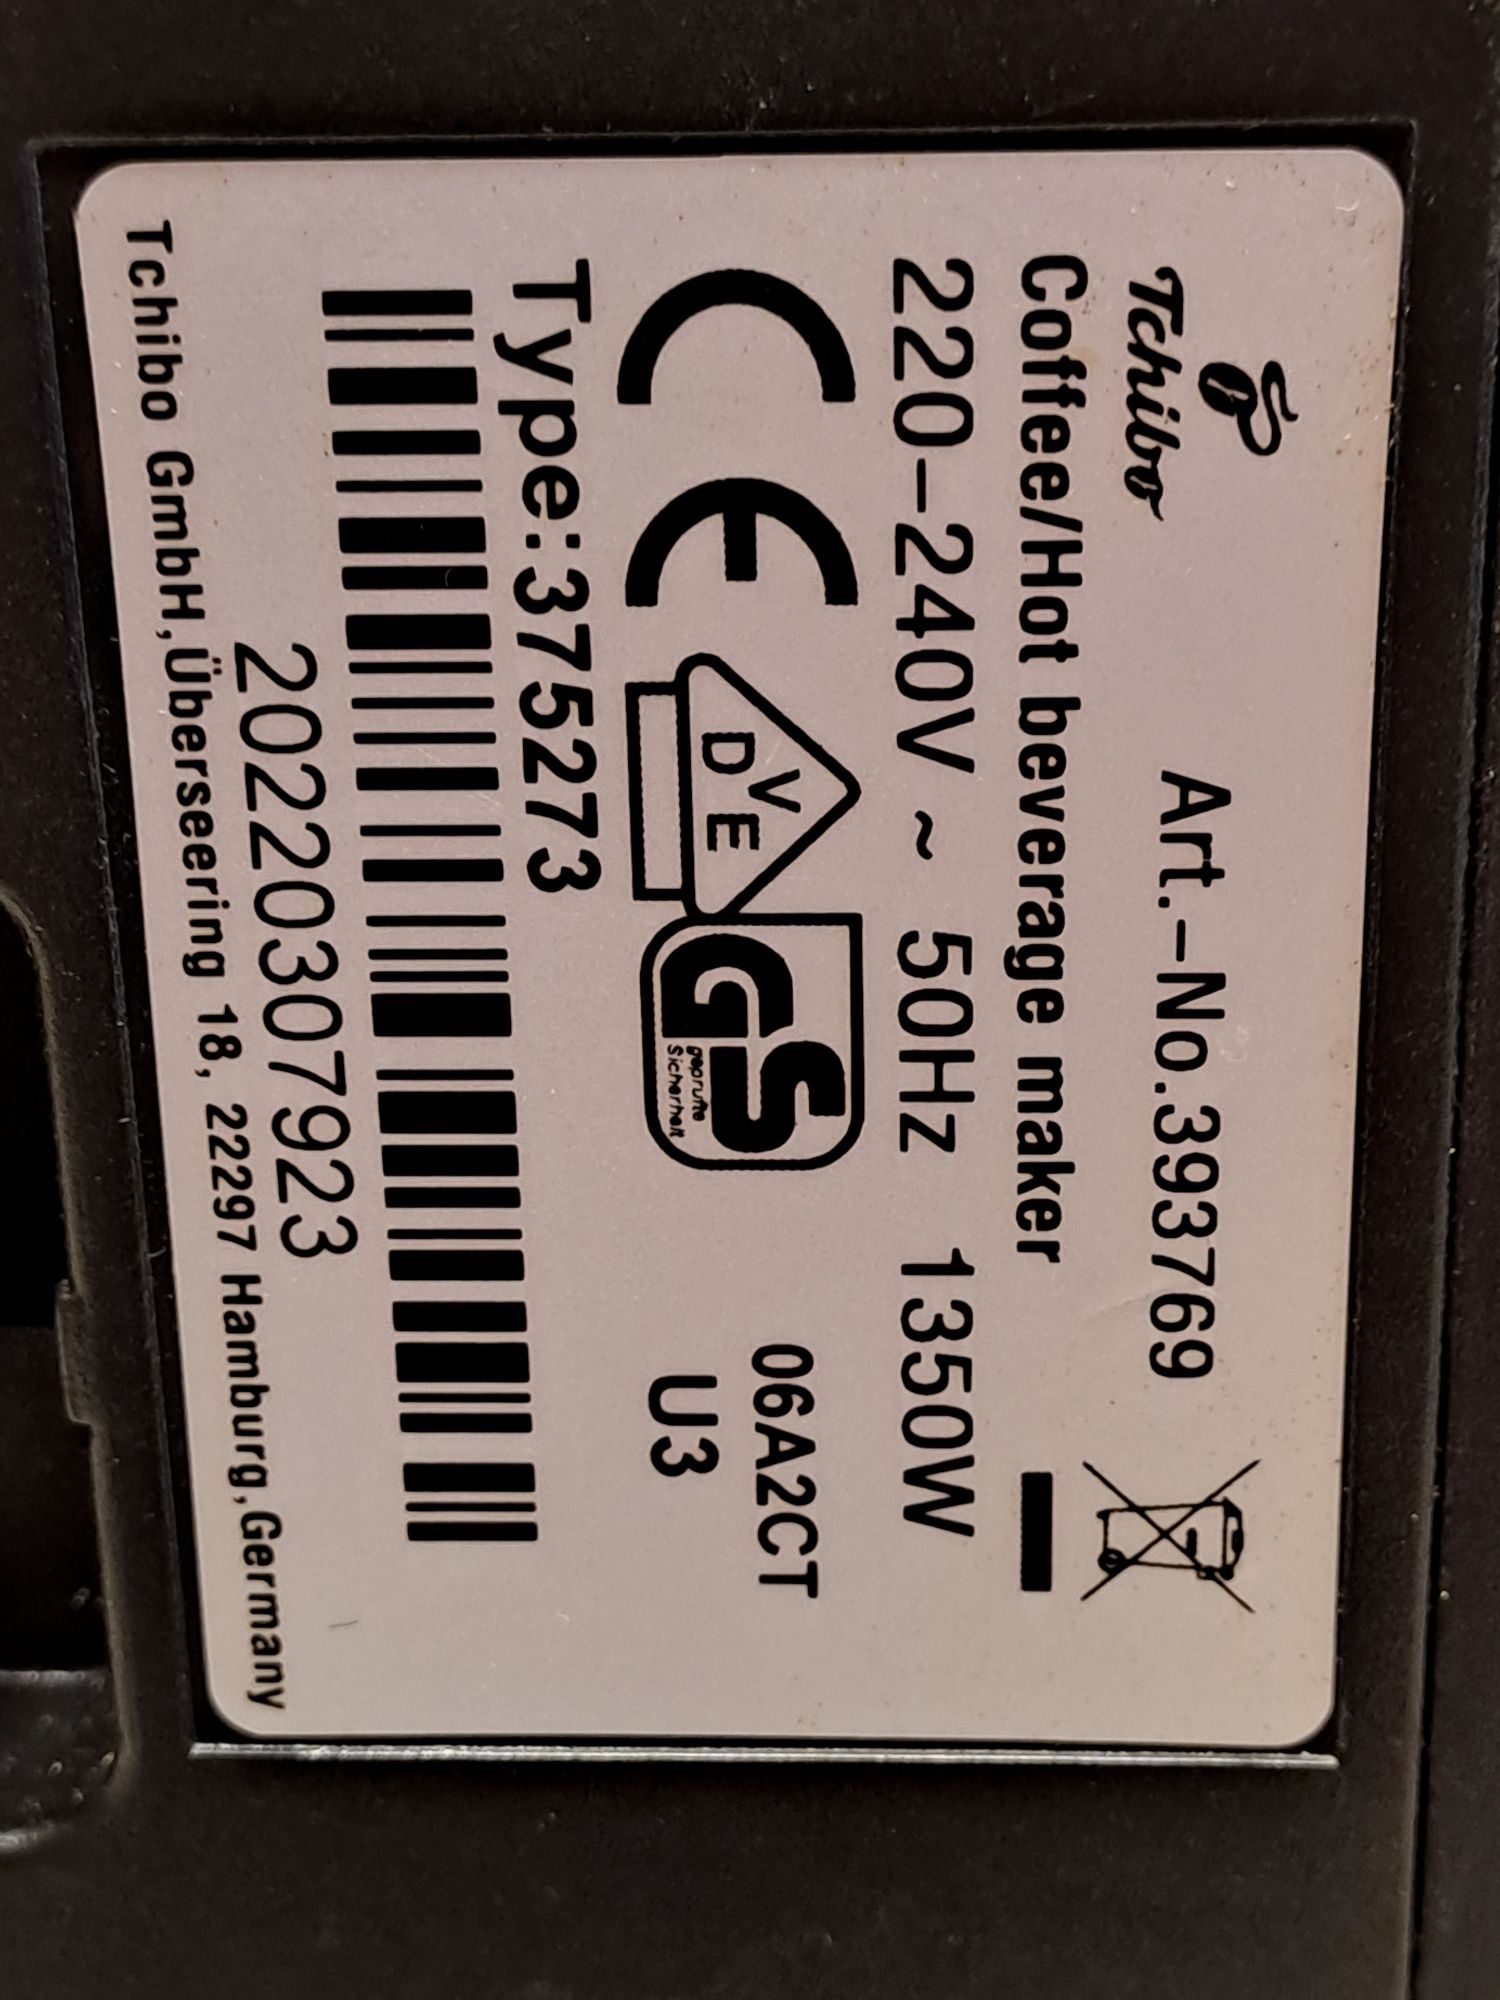 Tchibo
Art.-No.393769
Coffee/Hot beverage maker
220-240V ~ 50Hz 1350W
CE
DVE
GS
geprüfte
Sicherheit
06A2CT
U3
Type:375273
20220307923
Tchibo GmbH,Überseering 18, 22297 Hamburg,Germany